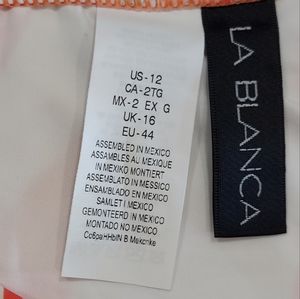 US-12
CA-2TG
MX-2 EX G
UK-16
EU-44
ASSEMBLED IN MEXICO
ASSEMBLES AU MEXIQUE
IN MEXIKO MONTIERT
ASSEMBLATO IN MESSICO
ENSAMBLADO EN MEXICO
SAMLET I MEXICO
GEMONTEERD IN MEXICO
MONTADO NO MEXICO
LA BLANCA